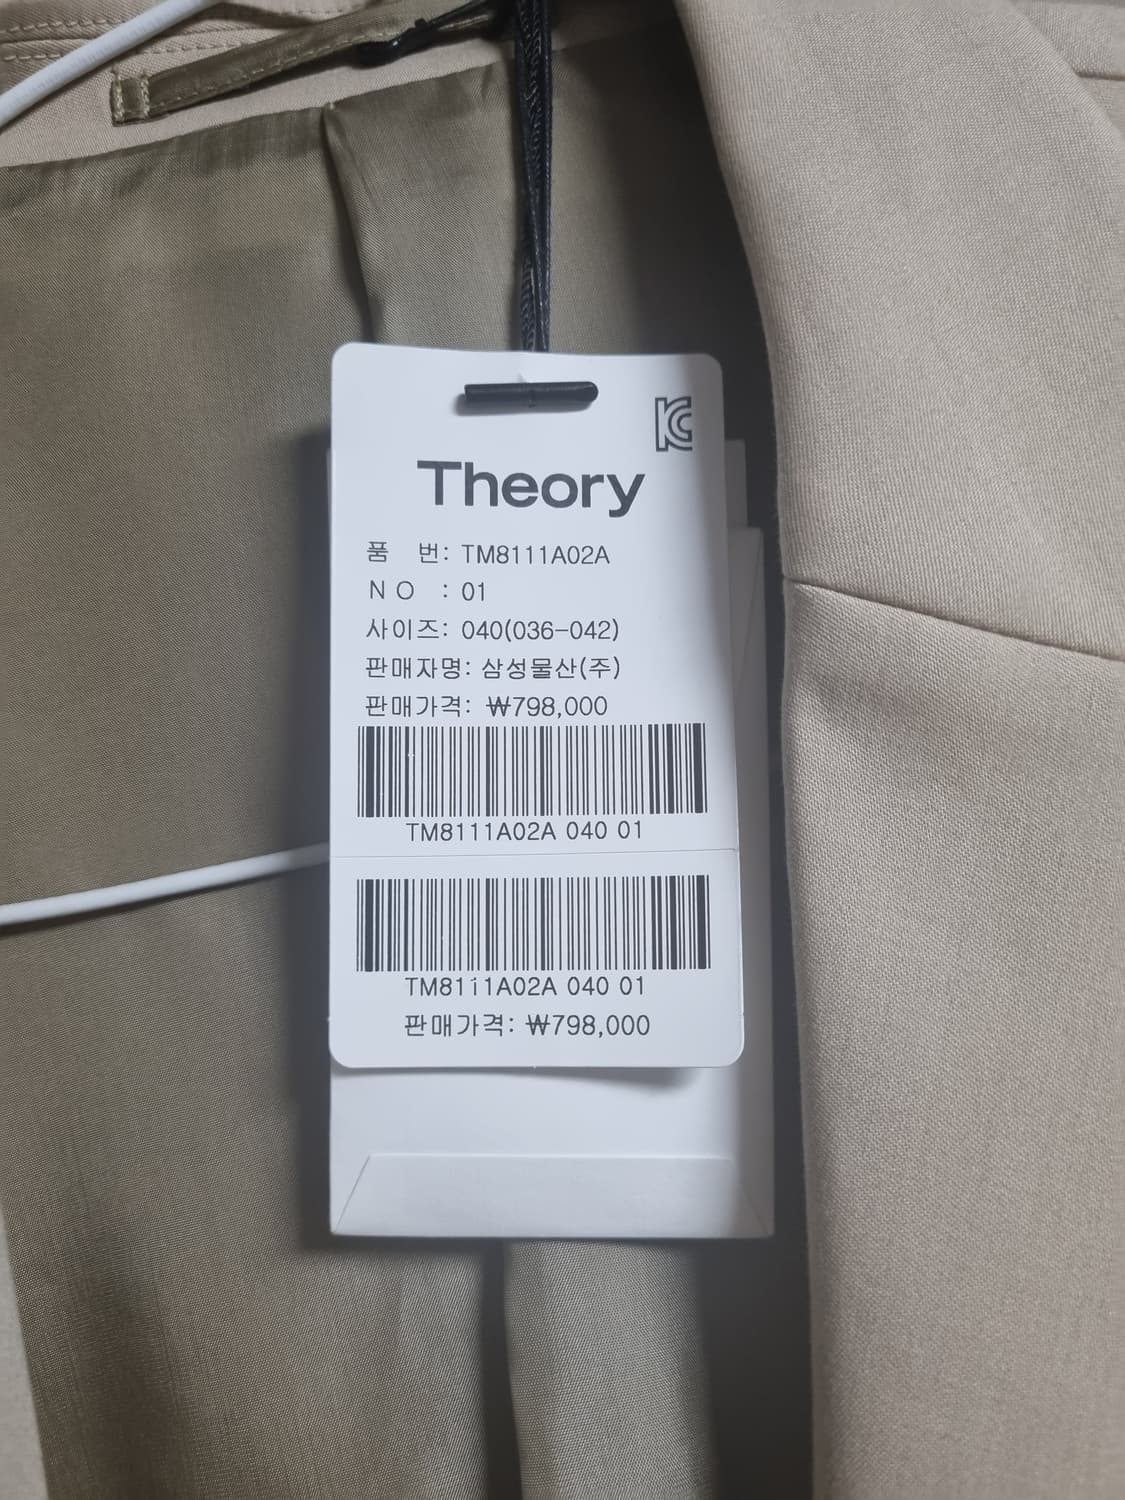 KC
Theory
품 번: TM8111A02A
NO : 01
사이즈: 040(036-042)
판매자명: 삼성물산(주)
판매가격: ₩798,000
TM8111A02A 040 01
TM8111A02A 040 01
판매가격: ₩798,000